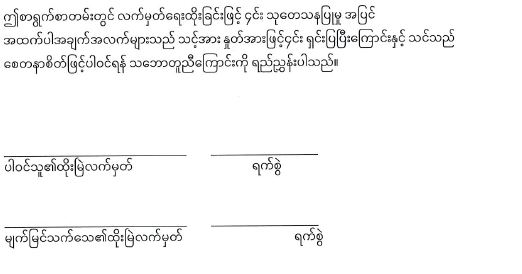 ဤစာရွက်စာတမ်းတွင် လက်မှတ်ရေးထိုးခြင်းဖြင့် ၄င်း သုတေသနပြုမှု အပြင်
အထက်ပါအချက်အလက်များသည် သင့်အား နှုတ်အားဖြင့်၄င်း ရှင်းပြပြီးကြောင်းနှင့် သင်သည်
စေတနာစိတ်ဖြင့်ပါဝင်ရန် သဘောတူညီကြောင်းကို ရည်ညွှန်းပါသည်။
ပါဝင်သူ၏ထိုးမြဲလက်မှတ် ရက်စွဲ
မျက်မြင်သက်သေ၏ထိုးမြဲလက်မှတ် ရက်စွဲ